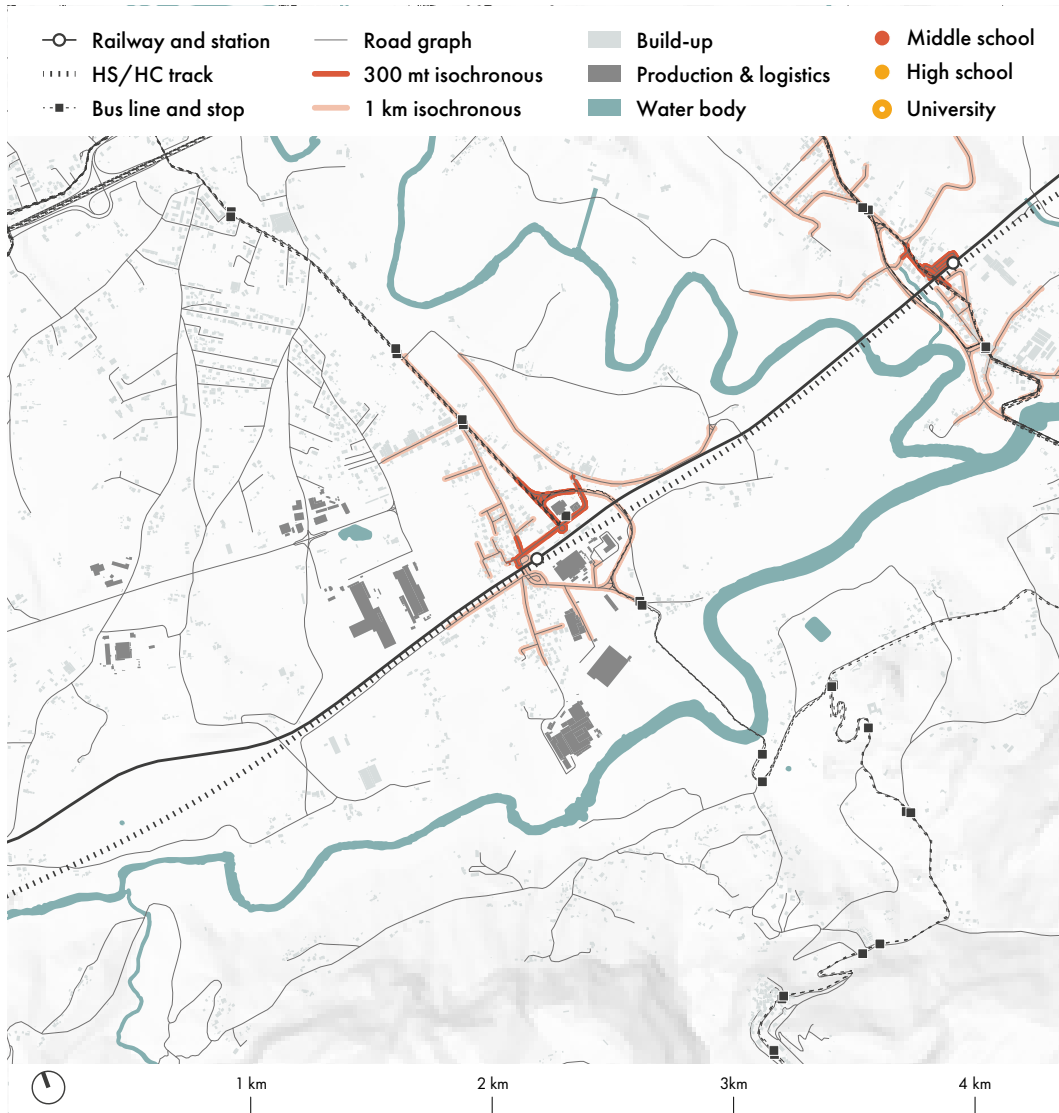 Railway and station
HS/HC track
Bus line and stop
Road graph
300 mt isochronous
1 km isochronous
Build-up
Production & logistics
Water body
Middle school
High school
University
1 km
2 km
3km
4 km